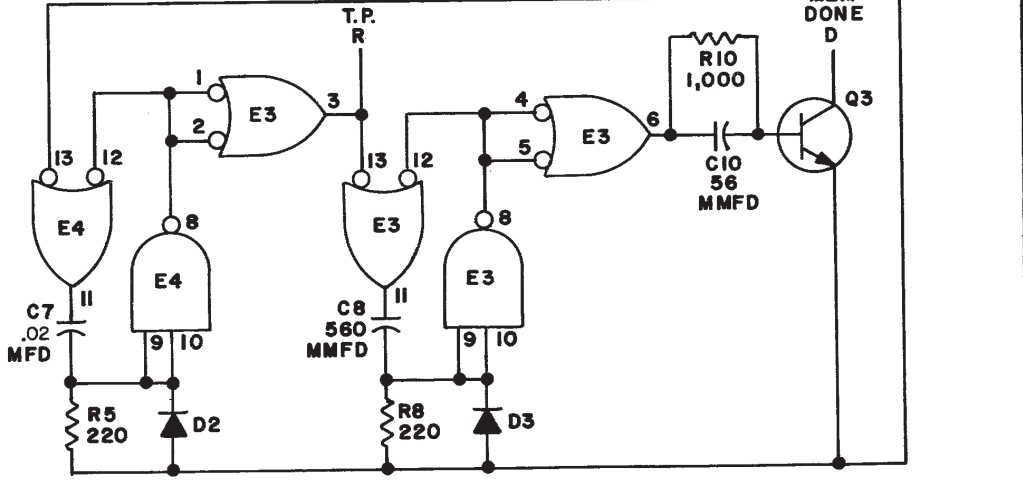 DONE
D
T.P.
R
R10
1,000
Q3
1
2
E3
3
4
5
E3
6
C10
56
MMFD
13
12
E4
8
E4
11
9
10
C7
.02
MFD
R5
220
D2
13
12
E3
8
E3
11
9
10
C8
560
MMFD
R8
220
D3